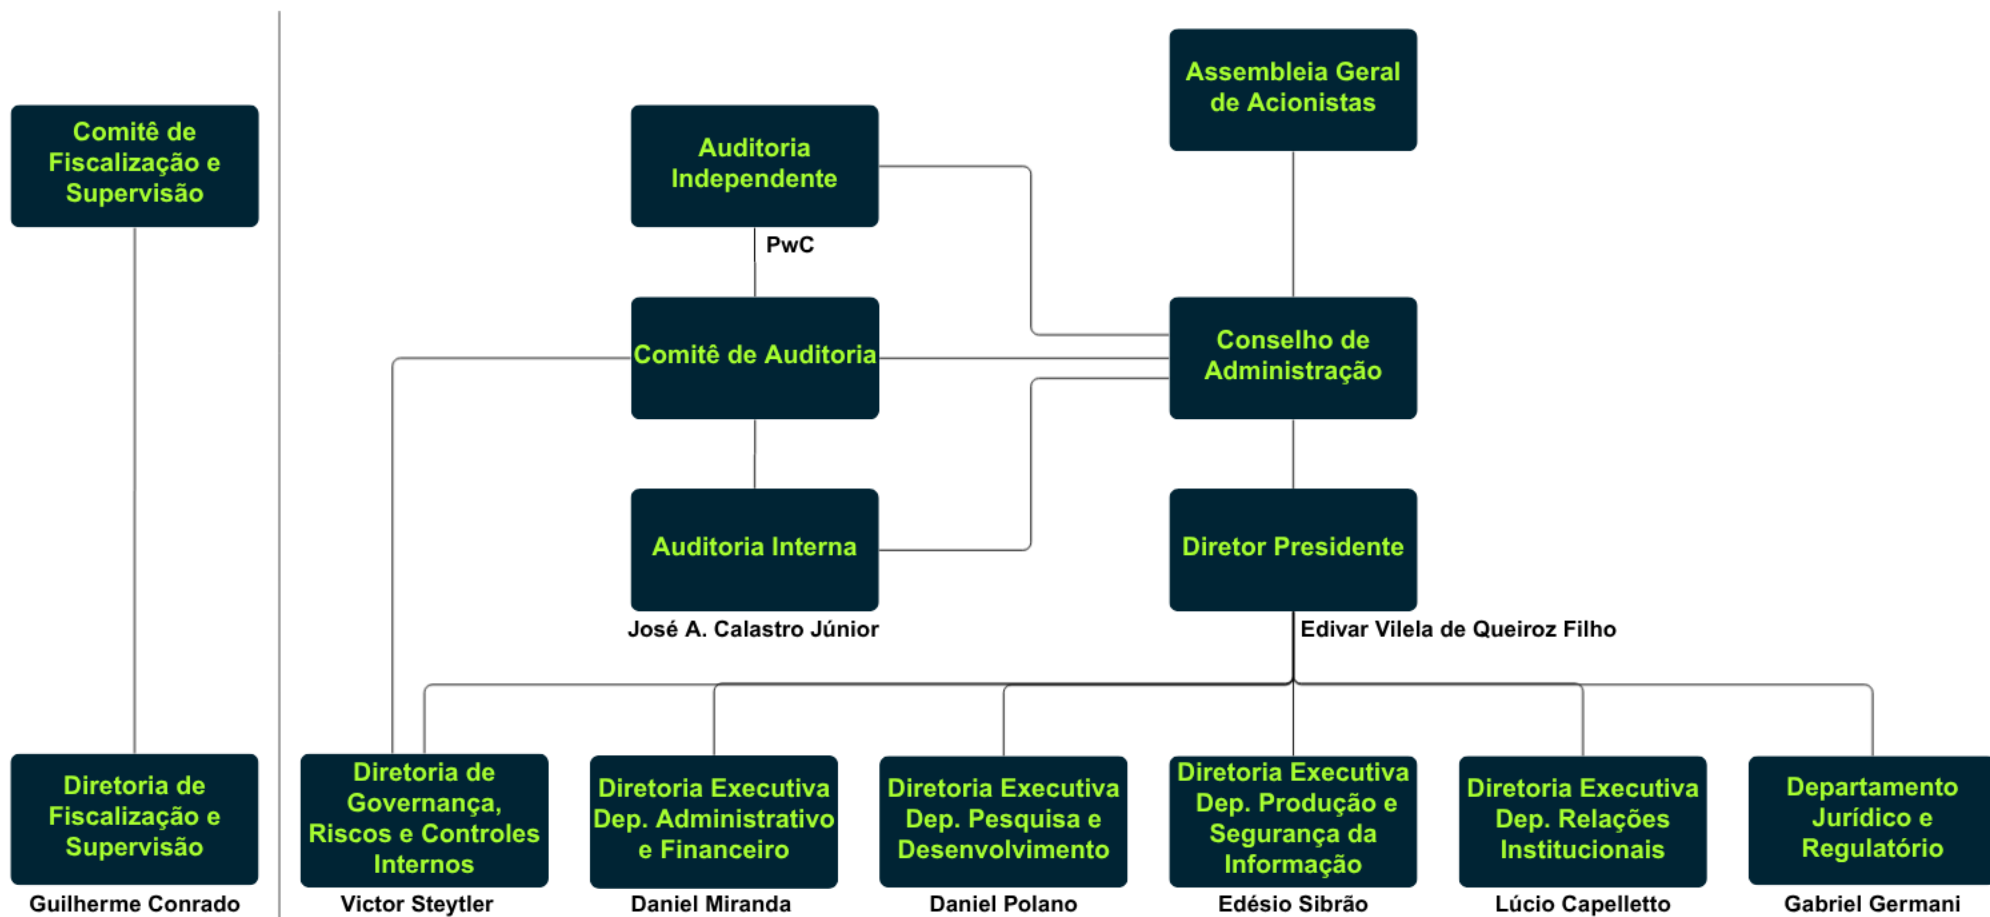 Assembleia Geral
de Acionistas
Comitê de
Fiscalização e
Supervisão
Auditoria
Independente
PwC
Comitê de Auditoria
Conselho de
Administração
Auditoria Interna
José A. Calastro Júnior
Diretor Presidente
Edivar Vilela de Queiroz Filho
Diretoria de
Fiscalização e
Supervisão
Guilherme Conrado
Diretoria de
Governança,
Riscos e Controles
Internos
Victor Steytler
Diretoria Executiva
Dep. Administrativo
e Financeiro
Daniel Miranda
Diretoria Executiva
Dep. Pesquisa e
Desenvolvimento
Daniel Polano
Diretoria Executiva
Dep. Produção e
Segurança da
Informação
Edésio Sibrão
Diretoria Executiva
Dep. Relações
Institucionais
Lúcio Capelletto
Departamento
Jurídico e
Regulatório
Gabriel Germani